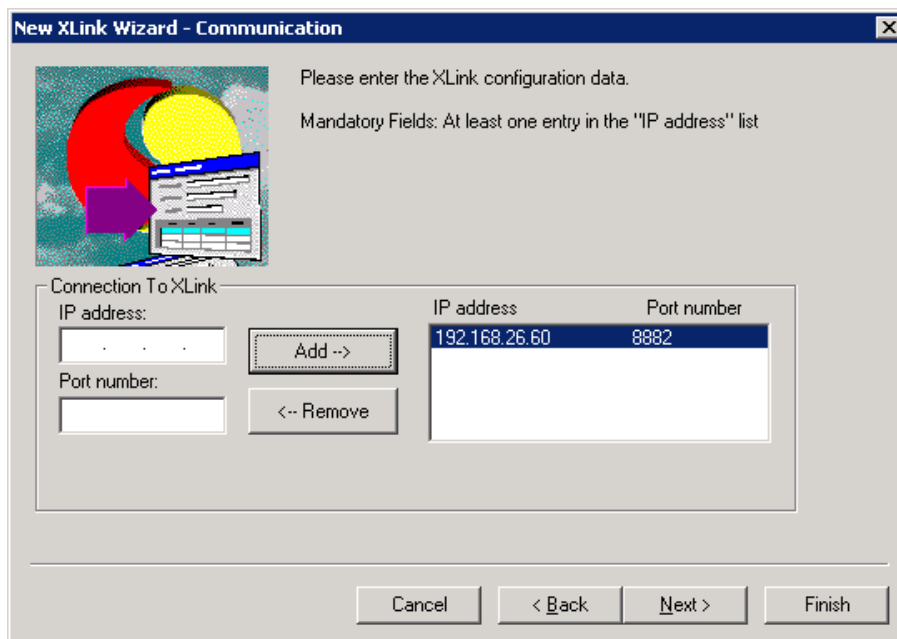 New XLink Wizard - Communication
Please enter the XLink configuration data.
Mandatory Fields: At least one entry in the "IP address" list
Connection To XLink
IP address:
. . .
Add -->
Port number:
<-- Remove
IP address Port number
192.168.26.60 8882
Cancel
< Back
Next >
Finish